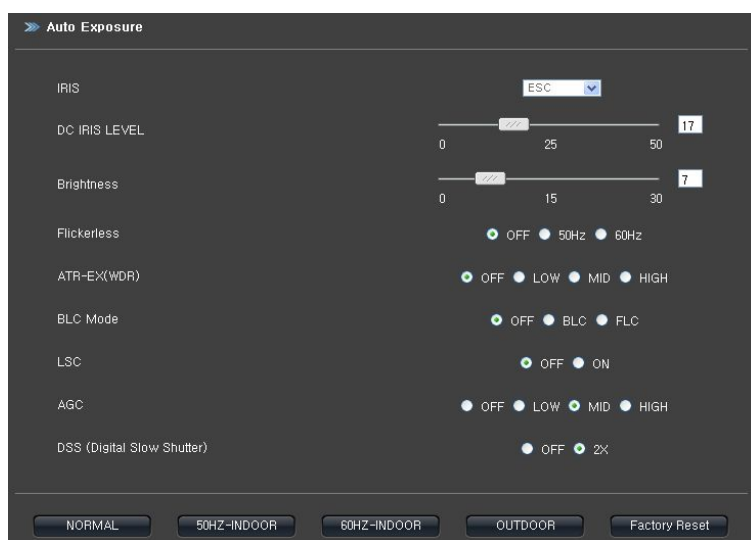 Auto Exposure
IRIS ESC
DC IRIS LEVEL 17
0 25 50
Brightness 7
0 15 30
Flickerless OFF 50Hz 60Hz
ATR-EX(WDR) OFF LOW MID HIGH
BLC Mode OFF BLC FLC
LSC OFF ON
AGC OFF LOW MID HIGH
DSS (Digital Slow Shutter) OFF 2X
NORMAL 50HZ-INDOOR 60HZ-INDOOR OUTDOOR Factory Reset